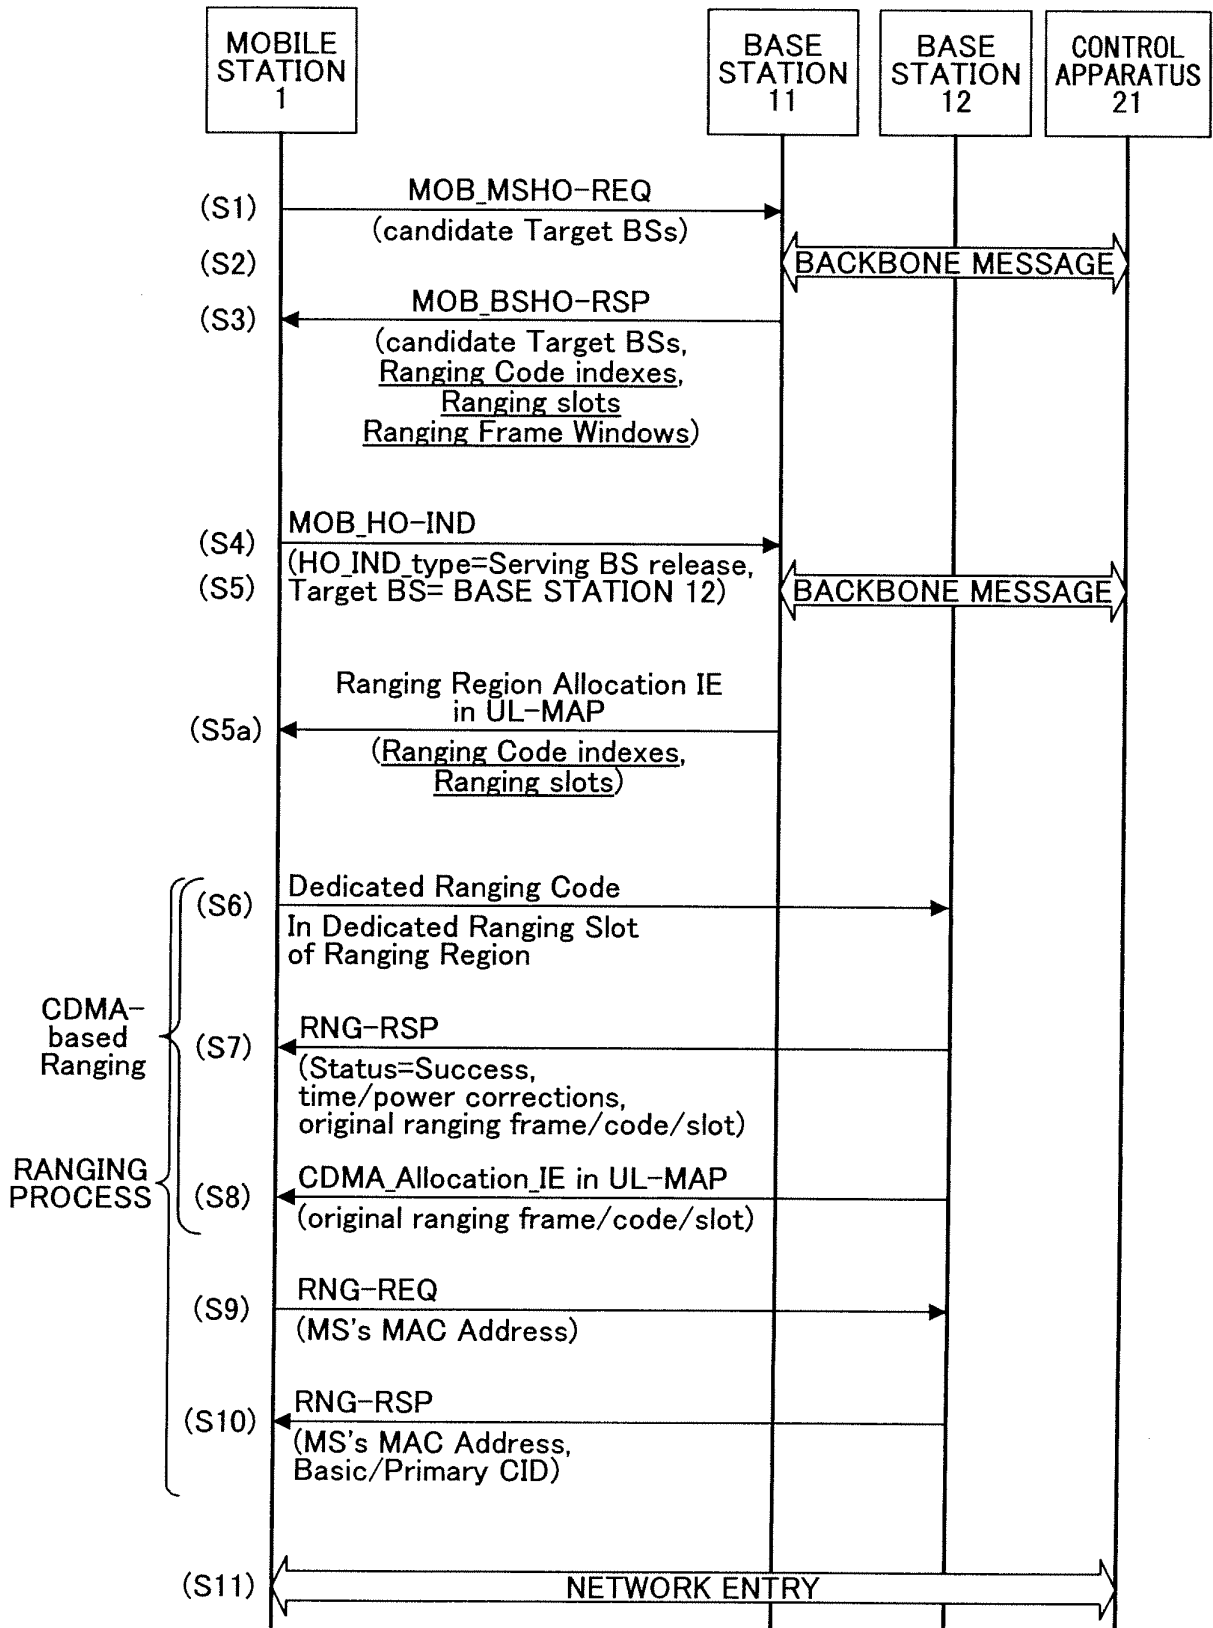 MOBILE
STATION
1
BASE
STATION
11
BASE
STATION
12
CONTROL
APPARATUS
21
(S1)
MOB_MSHO-REQ
(candidate Target BSs)
(S2)
BACKBONE MESSAGE
(S3)
MOB_BSHO-RSP
(candidate Target BSs,
Ranging Code indexes,
Ranging slots
Ranging Frame Windows)
(S4)
MOB_HO-IND
(HO_IND_type=Serving BS release,
(S5)
Target BS= BASE STATION 12)
BACKBONE MESSAGE
Ranging Region Allocation IE
in UL-MAP
(S5a)
(Ranging Code indexes,
Ranging slots)
(S6)
Dedicated Ranging Code
In Dedicated Ranging Slot
of Ranging Region
CDMA-
based
Ranging
(S7)
RNG-RSP
(Status=Success,
time/power corrections,
original ranging frame/code/slot)
RANGING
PROCESS
(S8)
CDMA_Allocation_IE in UL-MAP
(original ranging frame/code/slot)
(S9)
RNG-REQ
(MS's MAC Address)
(S10)
RNG-RSP
(MS's MAC Address,
Basic/Primary CID)
(S11)
NETWORK ENTRY